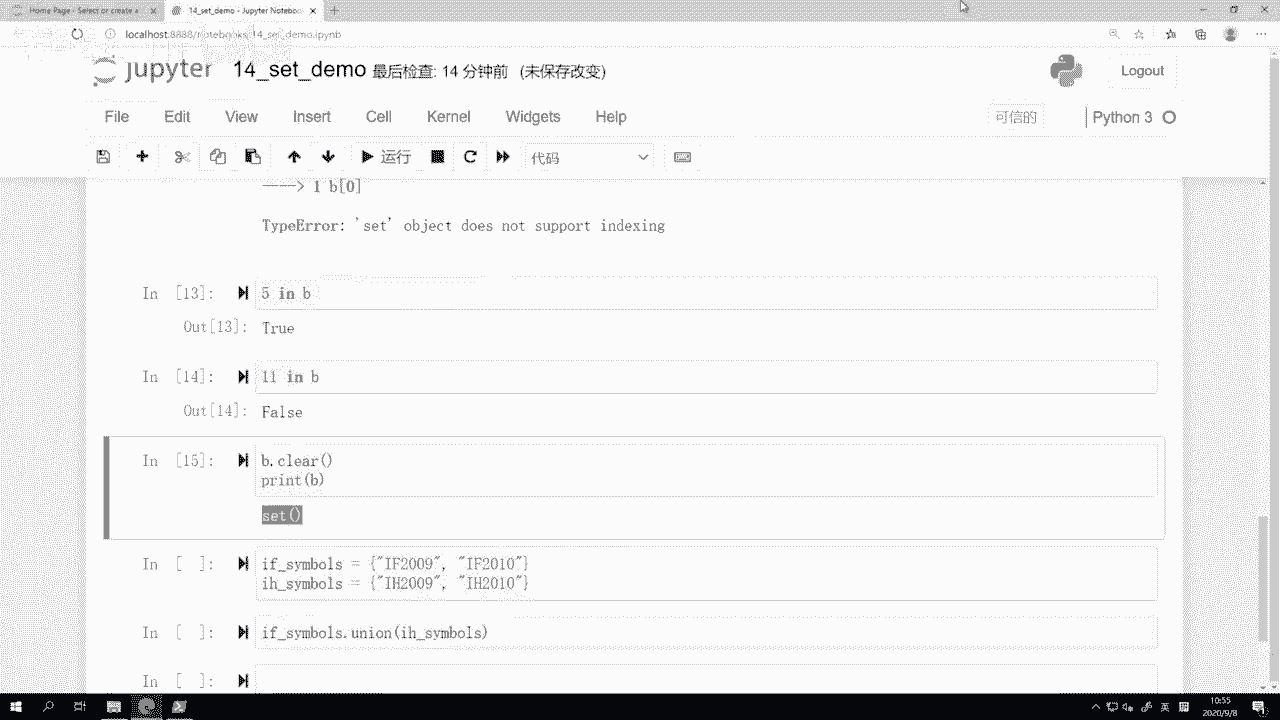 Home Page - Select or create a
14_set_demo - Jupyter Noteboo
localhost:8888/notebooks/14_set_demo.ipynb
jupyter 14_set_demo 最后检查: 14 分钟前 (未保存改变)
Logout
File Edit View Insert Cell Kernel Widgets Help
可信的 Python 3
运行 代码
----> 1 b[0]
TypeError: 'set' object does not support indexing
In [13]: 5 in b
Out[13]: True
In [14]: 11 in b
Out[14]: False
In [15]: b.clear()
print(b)
set()
In [ ]: if_symbols = {"IF2009", "IF2010"}
ih_symbols = {"IH2009", "IH2010"}
In [ ]: if_symbols.union(ih_symbols)
In [ ]:
英
10:55
2020/9/8